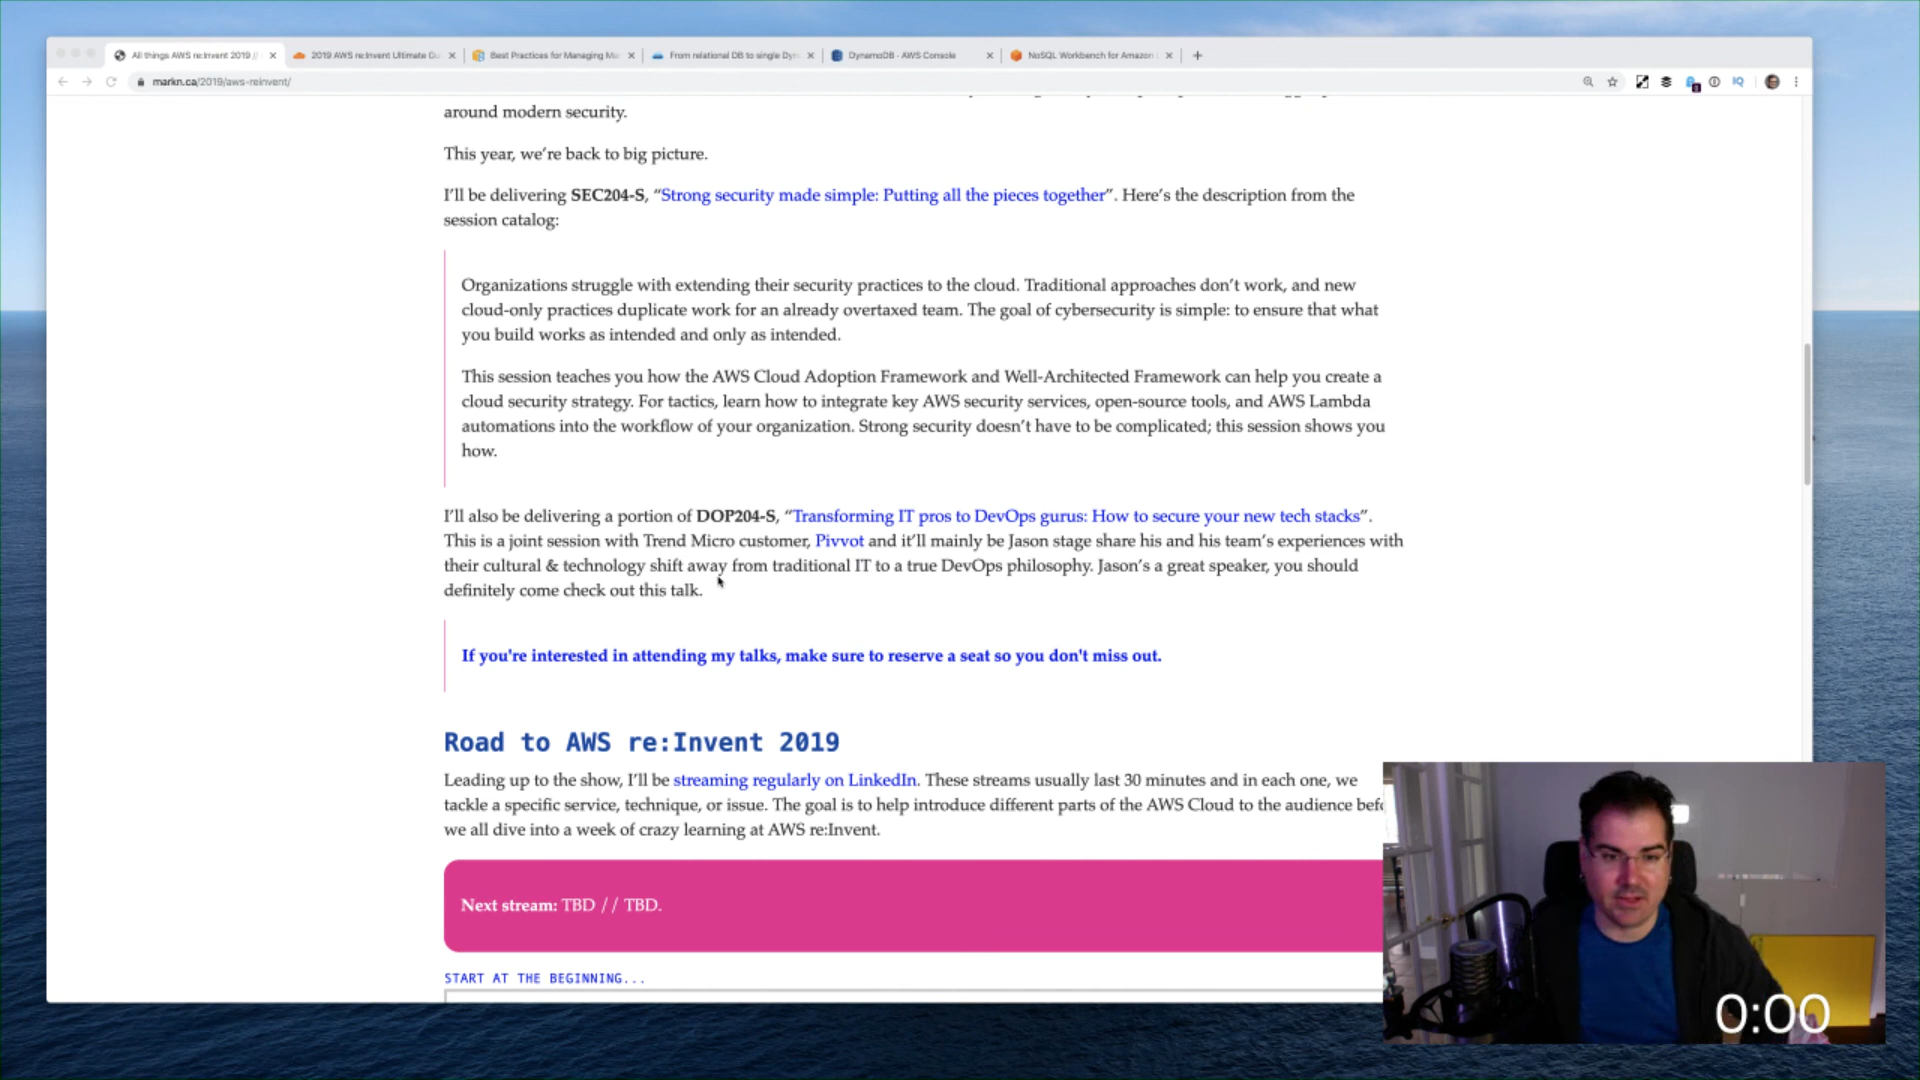 All things AWS re:Invent 2019 //
2019 AWS re:Invent Ultimate Gu
Best Practices for Managing Ma
From relational DB to single Dyn
DynamoDB - AWS Console
NoSQL Workbench for Amazon
markn.ca/2019/aws-reinvent/
around modern security.
This year, we’re back to big picture.
I’ll be delivering SEC204-S, “Strong security made simple: Putting all the pieces together”. Here’s the description from the
session catalog:
Organizations struggle with extending their security practices to the cloud. Traditional approaches don’t work, and new
cloud-only practices duplicate work for an already overtaxed team. The goal of cybersecurity is simple: to ensure that what
you build works as intended and only as intended.
This session teaches you how the AWS Cloud Adoption Framework and Well-Architected Framework can help you create a
cloud security strategy. For tactics, learn how to integrate key AWS security services, open-source tools, and AWS Lambda
automations into the workflow of your organization. Strong security doesn’t have to be complicated; this session shows you
how.
I’ll also be delivering a portion of DOP204-S, “Transforming IT pros to DevOps gurus: How to secure your new tech stacks”.
This is a joint session with Trend Micro customer, Pivvot and it’ll mainly be Jason stage share his and his team’s experiences with
their cultural & technology shift away from traditional IT to a true DevOps philosophy. Jason’s a great speaker, you should
definitely come check out this talk.
If you're interested in attending my talks, make sure to reserve a seat so you don't miss out.
Road to AWS re:Invent 2019
Leading up to the show, I’ll be streaming regularly on LinkedIn. These streams usually last 30 minutes and in each one, we
tackle a specific service, technique, or issue. The goal is to help introduce different parts of the AWS Cloud to the audience befo
we all dive into a week of crazy learning at AWS re:Invent.
Next stream: TBD // TBD.
START AT THE BEGINNING...
0:00